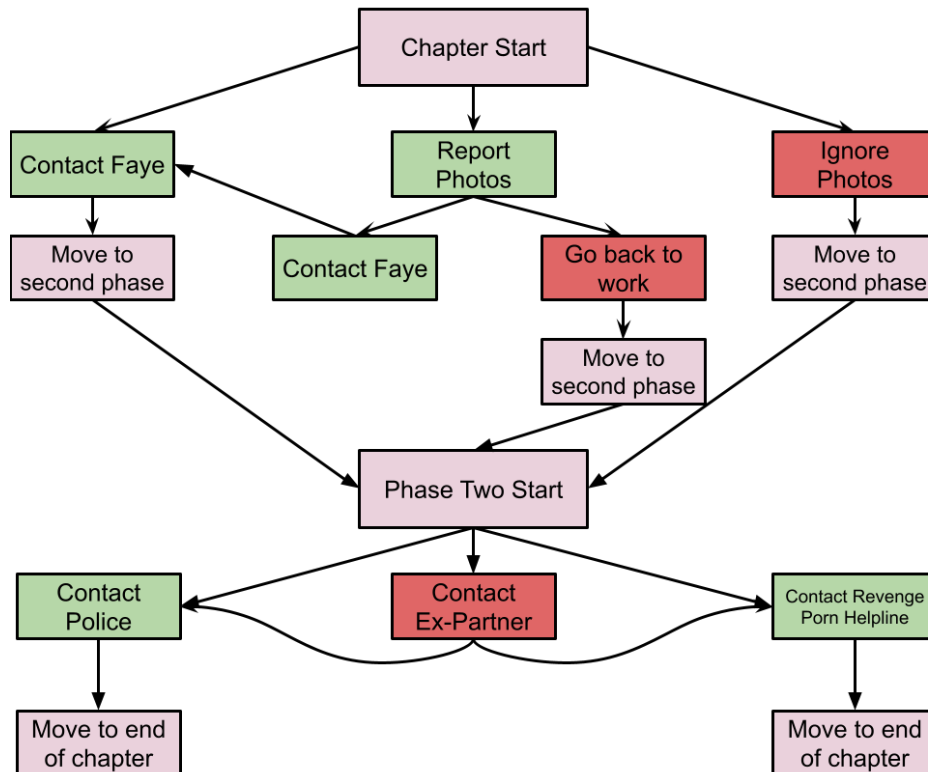 Chapter Start
Contact Faye
Report
Photos
Ignore
Photos
Move to
second phase
Contact Faye
Go back to
work
Move to
second phase
Move to
second phase
Phase Two Start
Contact
Police
Contact
Ex-Partner
Contact Revenge
Porn Helpline
Move to end
of chapter
Move to end
of chapter